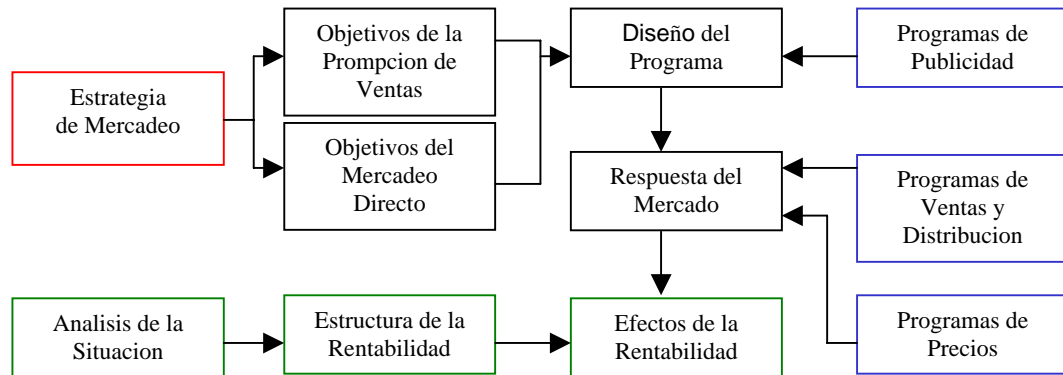 Estrategia
de Mercadeo
Objetivos de la
Prompcion de
Ventas
Objetivos del
Mercadeo
Directo
Diseño del
Programa
Programas de
Publicidad
Respuesta del
Mercado
Programas de
Ventas y
Distribucion
Analisis de la
Situacion
Estructura de la
Rentabilidad
Efectos de la
Rentabilidad
Programas de
Precios